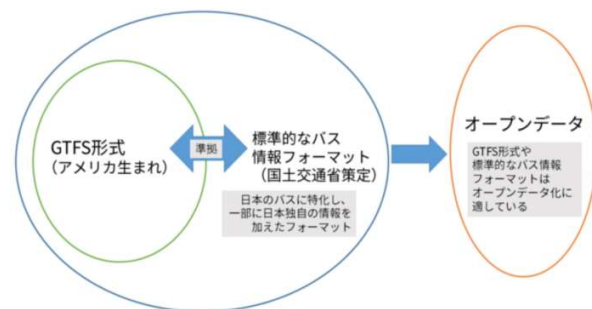 GTFS形式
（アメリカ生まれ）
準拠
標準的なバス
情報フォーマット
（国土交通省策定）
日本のバスに特化し、
一部に日本独自の情報を
加えたフォーマット
オープンデータ
GTFS形式や
標準的なバス情報
フォーマットは
オープンデータ化に
適している